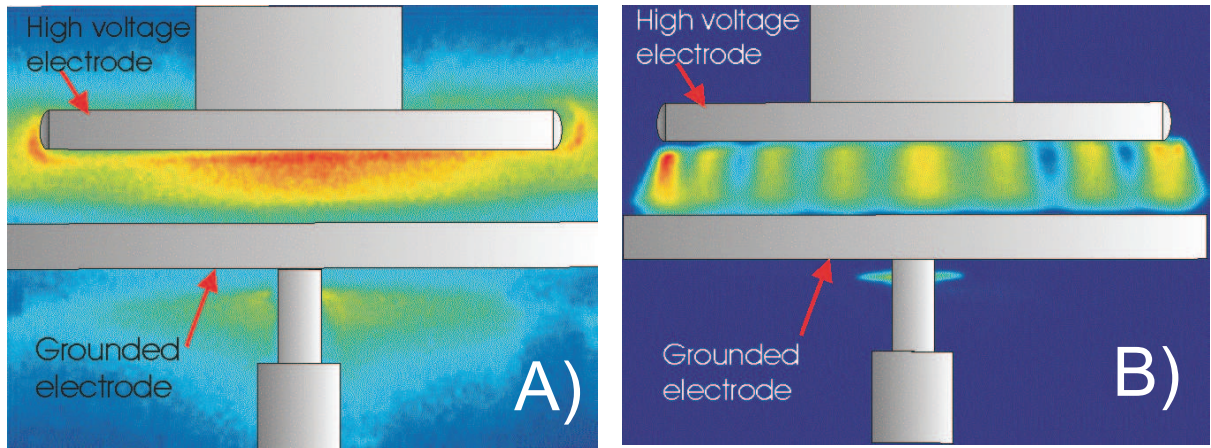 High voltage
electrode
Grounded
electrode
A)
High voltage
electrode
Grounded
electrode
B)